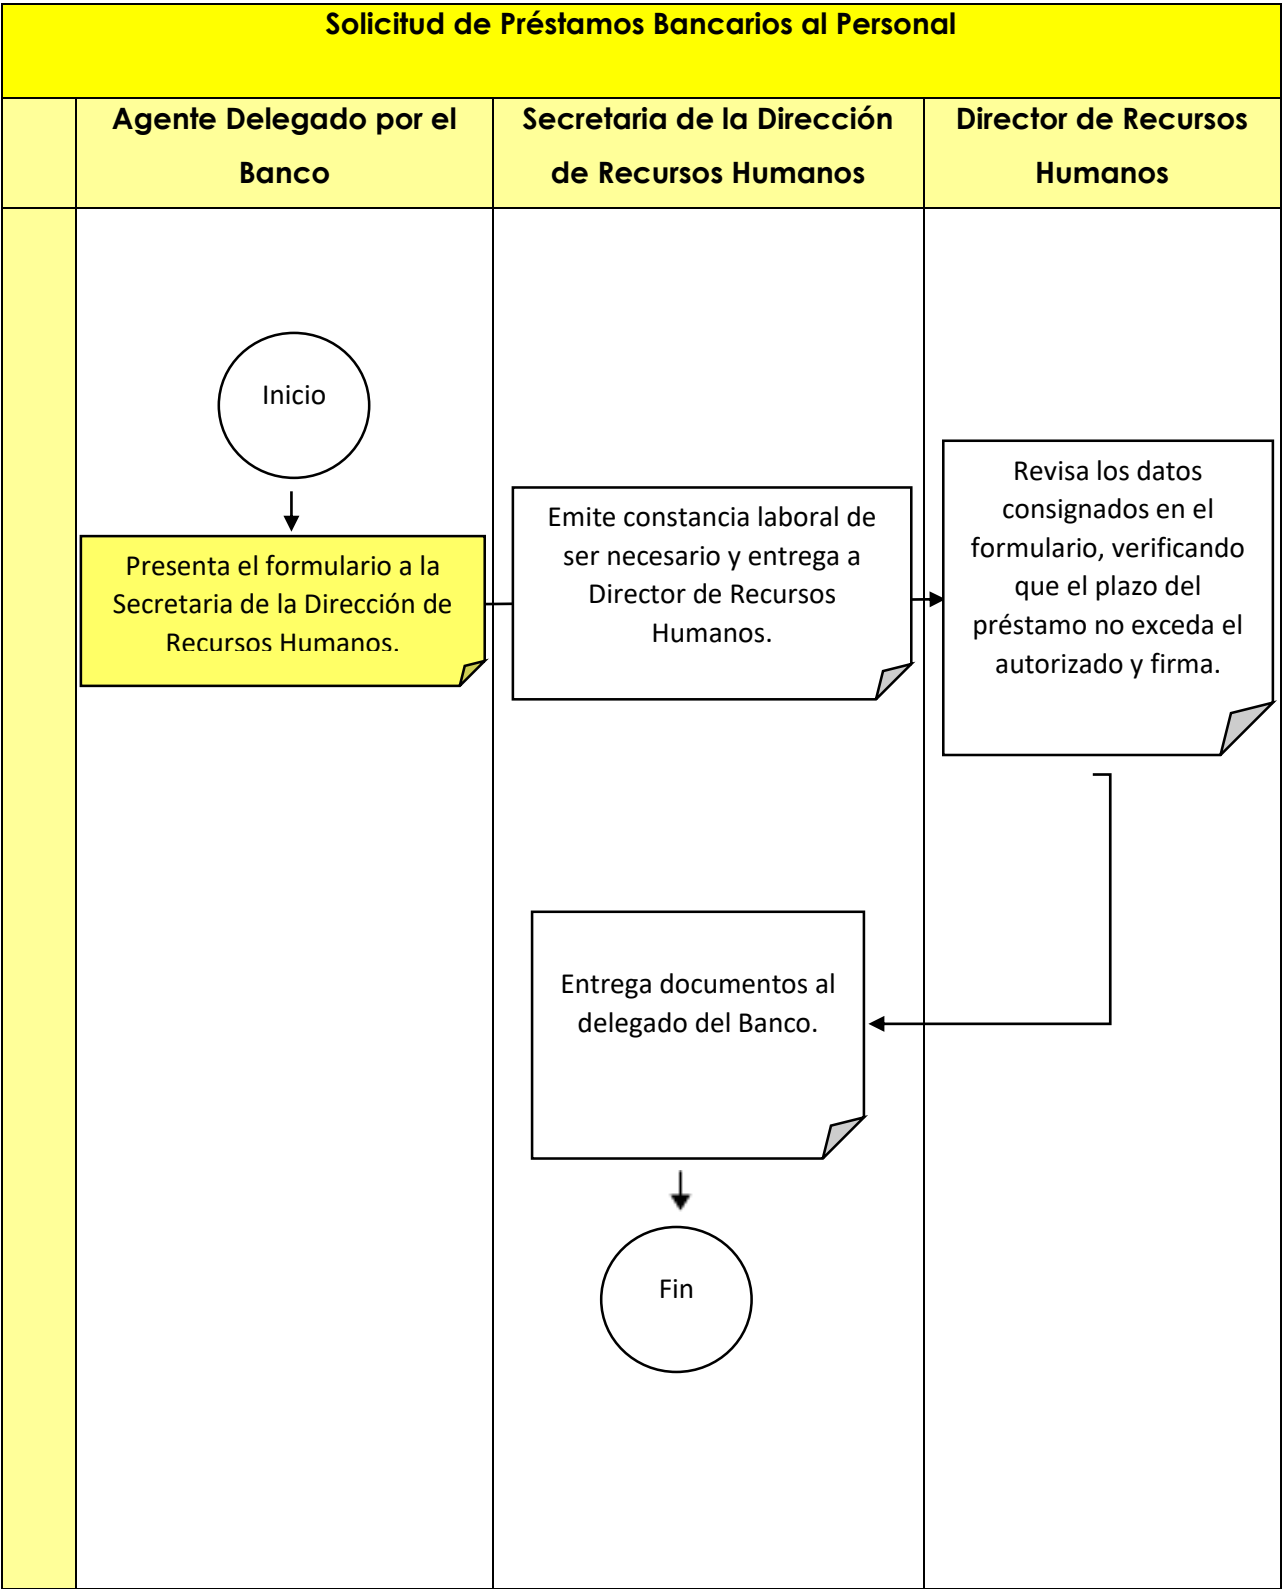 Solicitud de Préstamos Bancarios al Personal
Agente Delegado por el
Banco
Secretaria de la Dirección
de Recursos Humanos
Director de Recursos
Humanos
Inicio
Presenta el formulario a la
Secretaria de la Dirección de
Recursos Humanos.
Emite constancia laboral de
ser necesario y entrega a
Director de Recursos
Humanos.
Revisa los datos
consignados en el
formulario, verificando
que el plazo del
préstamo no exceda el
autorizado y firma.
Entrega documentos al
delegado del Banco.
Fin